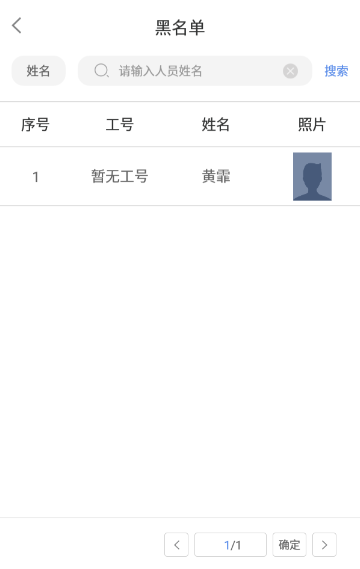 黑名单
姓名 请输入人员姓名 搜索
序号 工号 姓名 照片
1 暂无工号 黄霏
1/1 确定